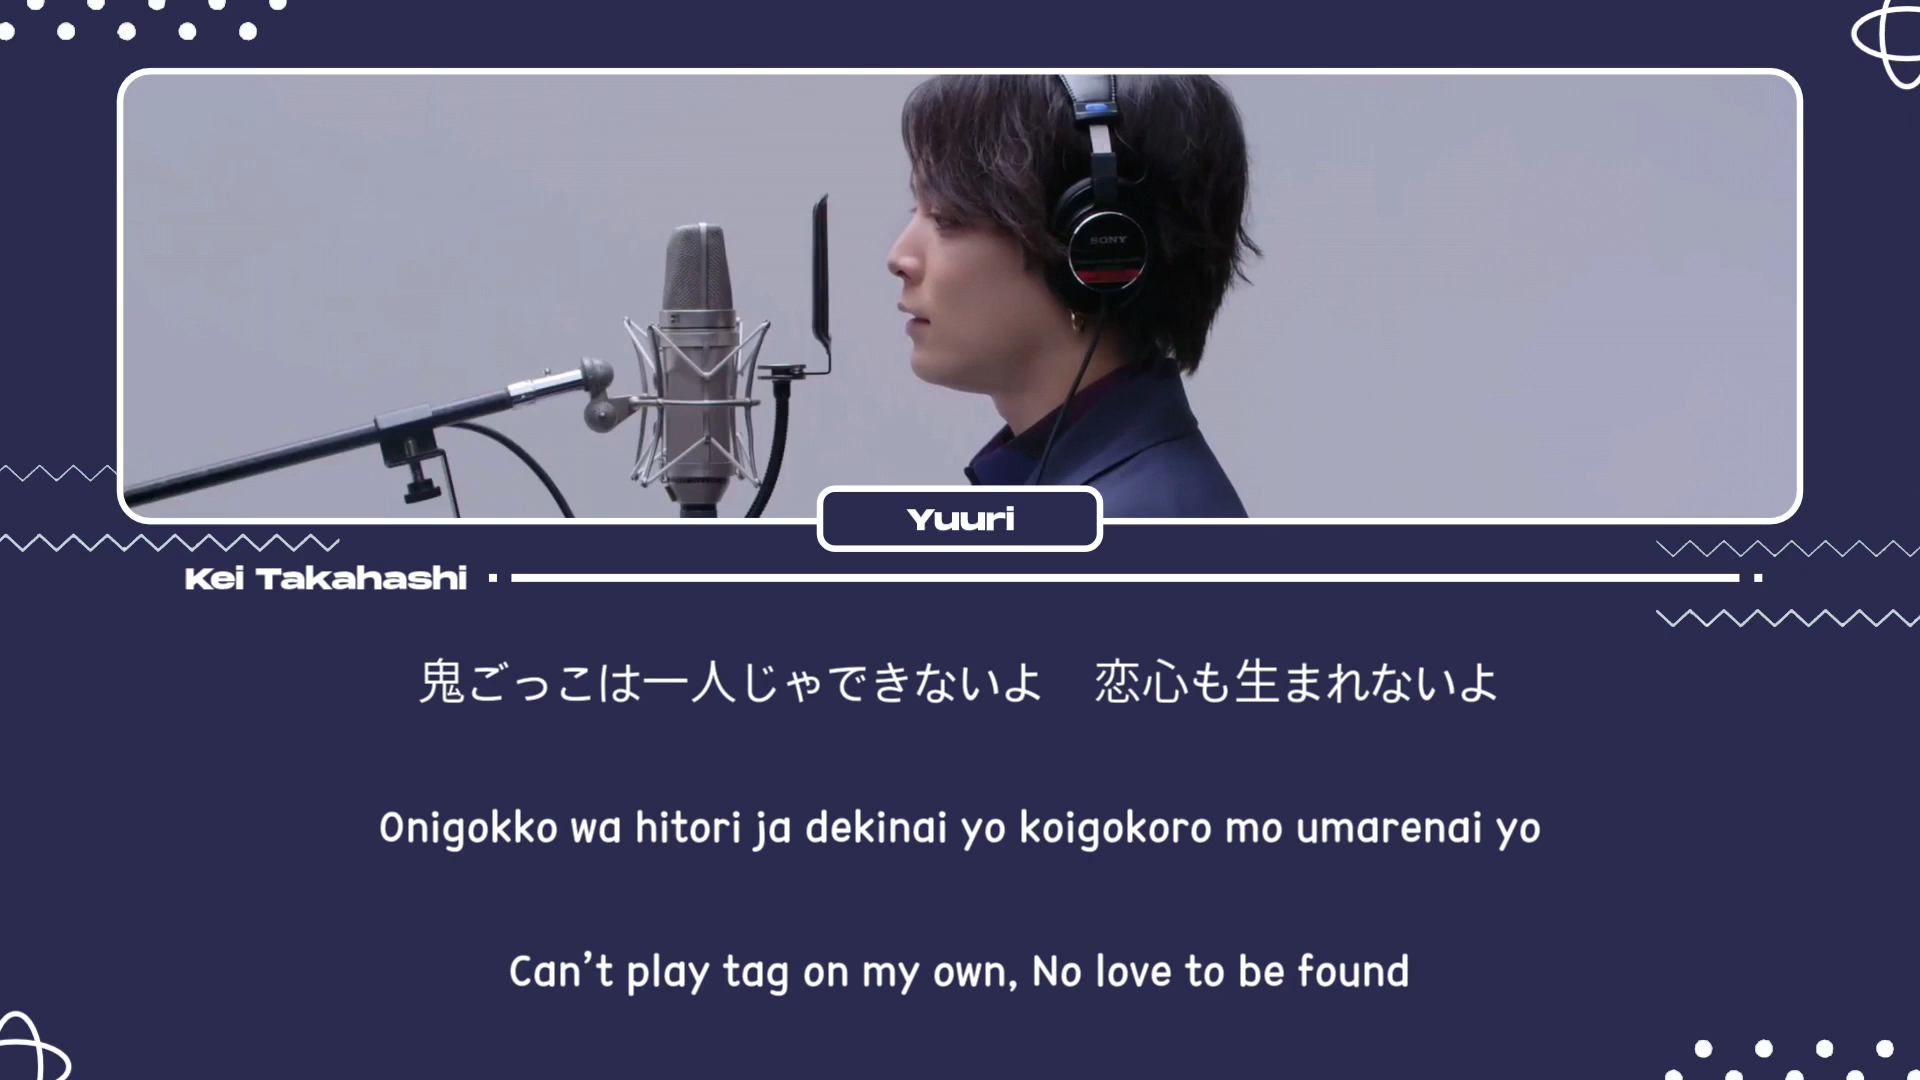 SONY
Yuuri
Kei Takahashi
鬼ごっこは一人じゃできないよ　恋心も生まれないよ
Onigokko wa hitori ja dekinai yo koigokoro mo umarenai yo
Can’t play tag on my own, No love to be found